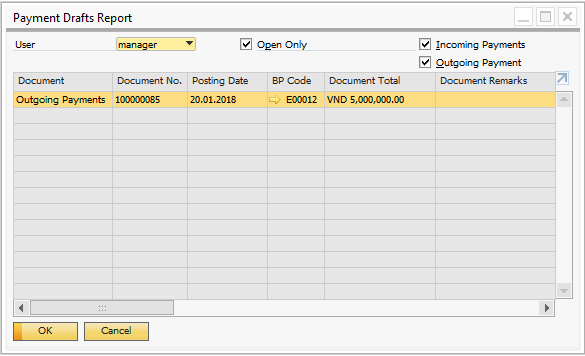 Payment Drafts Report
User manager Open Only Incoming Payments
Outgoing Payment
Document Document No. Posting Date BP Code Document Total Document Remarks
Outgoing Payments 100000085 20.01.2018 E00012 VND 5,000,000.00
OK Cancel